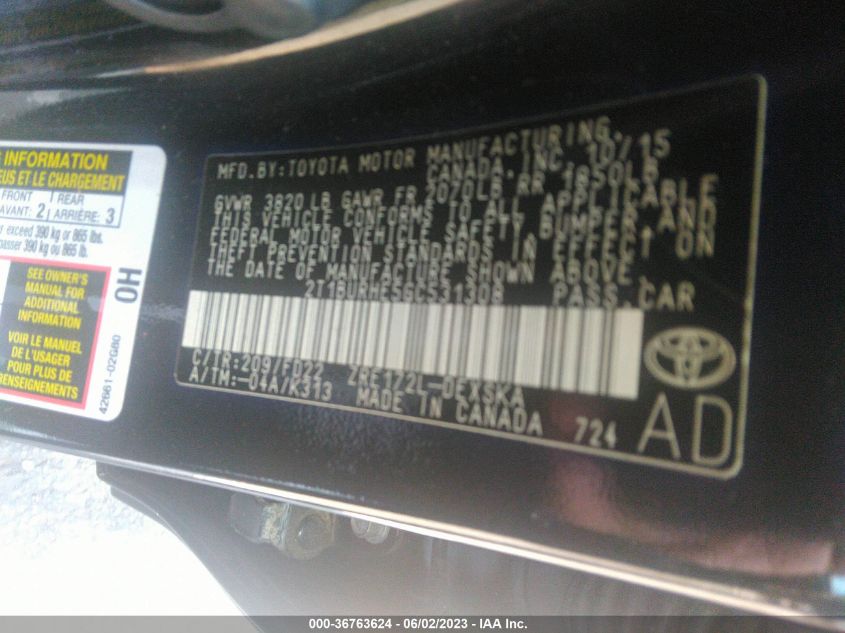 INFORMATION
EUS ET LE CHARGEMENT
FRONT REAR
AVANT: 2 ARRIÈRE: 3
exceed 390 kg or 865 lbs.
passer 390 kg ou 865 lb.
SEE OWNER'S
MANUAL FOR
ADDITIONAL
INFORMATION
VOIR LE MANUEL
DE L'USAGER
POUR PLUS DE
RENSEIGNEMENTS
0H
42661-02G80
MFD.BY:TOYOTA MOTOR MANUFACTURING,
CANADA, INC. 10/15
GVWR 3820 LB GAWR FR 2070LB RR 1850LB
THIS VEHICLE CONFORMS TO ALL APPLICABLE
FEDERAL MOTOR VEHICLE SAFETY, BUMPER, AND
THEFT PREVENTION STANDARDS IN EFFECT ON
THE DATE OF MANUFACTURE SHOWN ABOVE.
2T1BURHE5GC531308 PASS.CAR
C/TR:209/FD22 ZRE172L-DEXSKA
A/TM:-04A/K313 MADE IN CANADA 724
AD
000-36763624 - 06/02/2023 - IAA Inc.